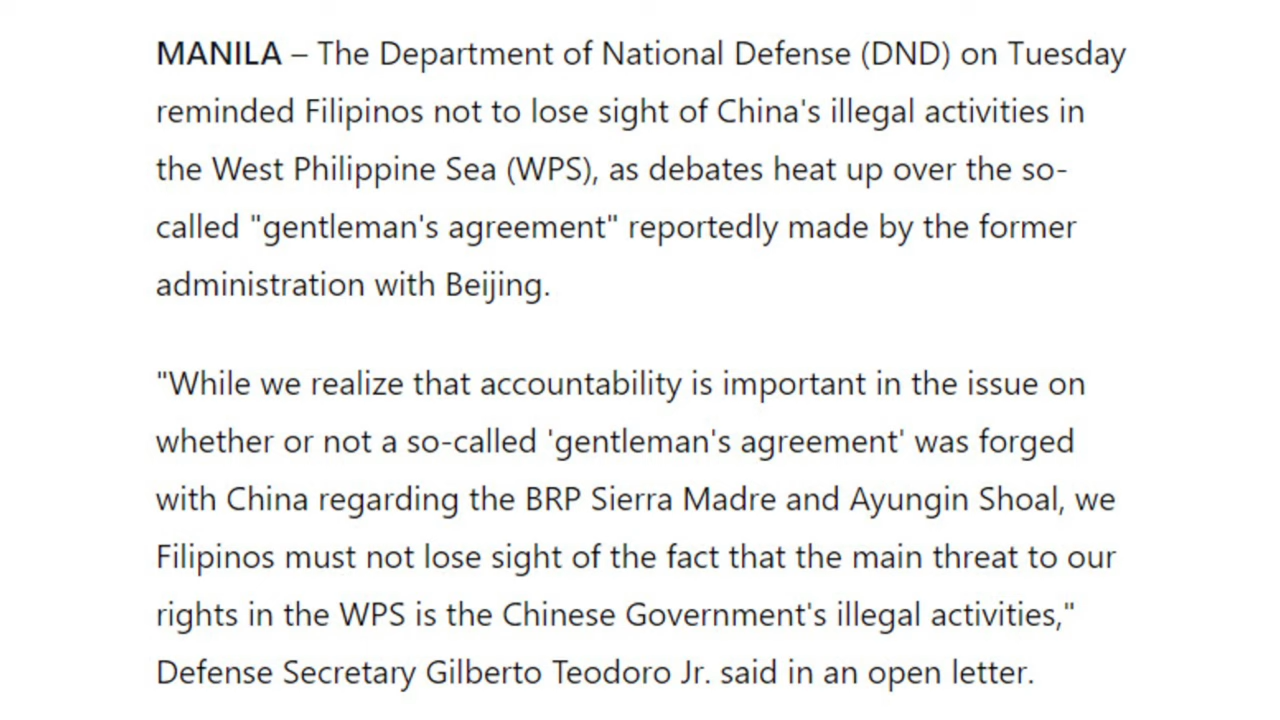 MANILA – The Department of National Defense (DND) on Tuesday
reminded Filipinos not to lose sight of China's illegal activities in
the West Philippine Sea (WPS), as debates heat up over the so-
called "gentleman's agreement" reportedly made by the former
administration with Beijing.
"While we realize that accountability is important in the issue on
whether or not a so-called 'gentleman's agreement' was forged
with China regarding the BRP Sierra Madre and Ayungin Shoal, we
Filipinos must not lose sight of the fact that the main threat to our
rights in the WPS is the Chinese Government's illegal activities,"
Defense Secretary Gilberto Teodoro Jr. said in an open letter.